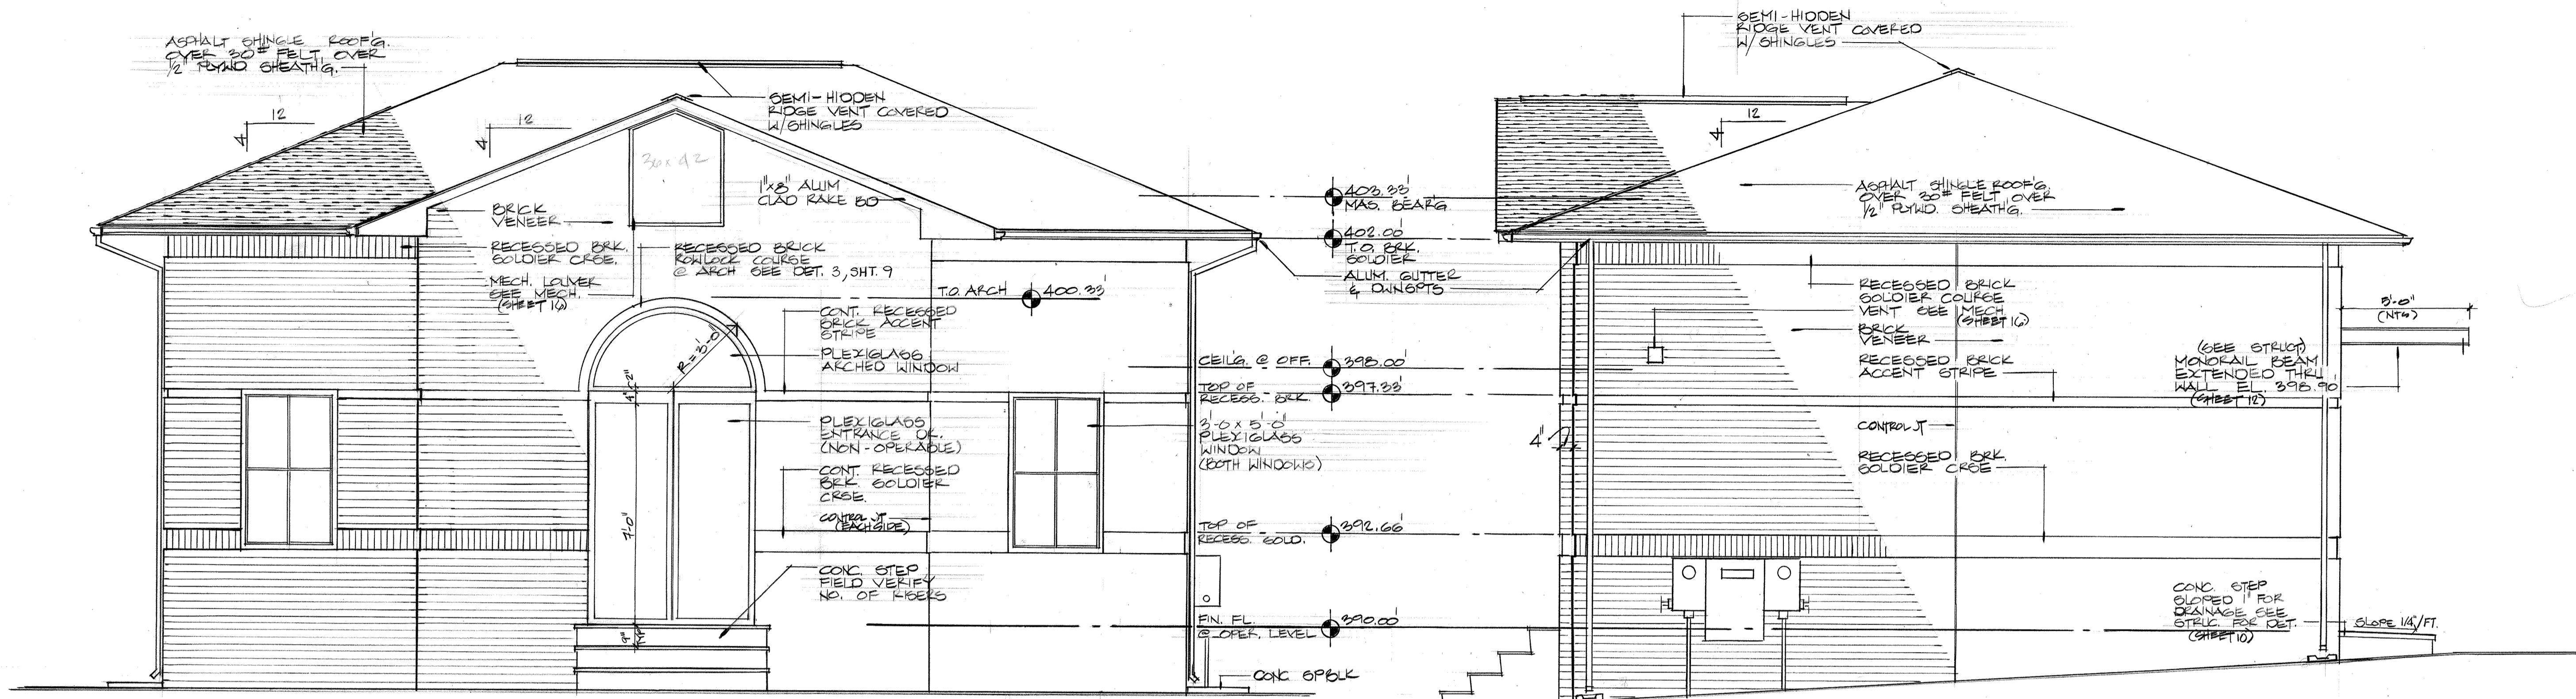 ASPHALT SHINGLE ROOF'G.
OVER 30# FELT OVER
1/2" PLYWD. SHEATH'G.
12
4
12
4
36 x 42
SEMI-HIDDEN
RIDGE VENT COVERED
W/SHINGLES
1"x8" ALUM
CLAD RAKE BD
BRICK
VENEER
RECESSED BRK.
SOLDIER CRSE.
MECH. LOUVER
SEE MECH.
(SHEET 16)
RECESSED BRICK
ROWLOCK COURSE
@ ARCH SEE DET. 3, SHT. 9
T.O. ARCH 400.33'
R = 3'-0"
CONT. RECESSED
BRICK ACCENT
STRIPE
PLEXIGLASS
ARCHED WINDOW
PLEXIGLASS
ENTRANCE DR.
(NON-OPERABLE)
CONT. RECESSED
BRK. SOLDIER
CRSE.
CONTROL JT
(EACH SIDE)
CONC. STEP
FIELD VERIFY
NO. OF RISERS
7'-0"
9"
403.33'
MAS. BEAR'G
402.00'
T.O. BRK.
SOLDIER
ALUM. GUTTER
& DWNSPTS
CEIL'G. @ OFF. 398.00'
TOP OF
RECESS. BRK. 397.33'
3'-0 x 5'-0"
PLEXIGLASS
WINDOW
(BOTH WINDOWS)
TOP OF
RECESS. SOLD. 392.66'
FIN. FL.
@ OPER. LEVEL 390.00'
CONC SPBLK
SEMI-HIDDEN
RIDGE VENT COVERED
W/SHINGLES
12
4
ASPHALT SHINGLE ROOF'G.
OVER 30# FELT OVER
1/2" PLYWD. SHEATH'G.
RECESSED BRICK
SOLDIER COURSE
VENT SEE MECH.
(SHEET 16)
BRICK
VENEER
RECESSED BRICK
ACCENT STRIPE
4"
CONTROL JT
RECESSED BRK.
SOLDIER CRSE
5'-0"
(NTS)
(SEE STRUCT)
MONORAIL BEAM
EXTENDED THRU
WALL EL. 398.90'
(SHEET 12)
CONC. STEP
SLOPED 1" FOR
DRAINAGE SEE
STRUC. FOR DET.
(SHEET 10)
SLOPE 1/4"/FT.